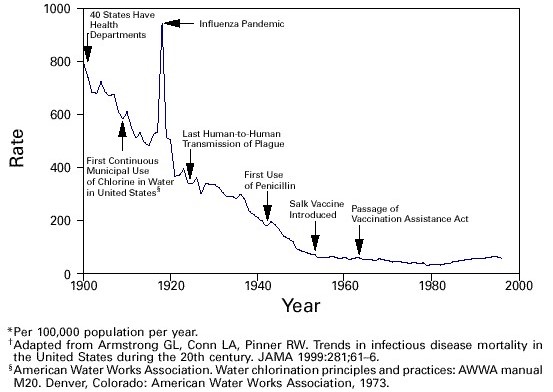 1000
800
600
400
200
0
Rate
40 States Have
Health
Departments
Influenza Pandemic
Last Human-to-Human
Transmission of Plague
First Continuous
Municipal Use
of Chlorine in Water
in United States§
First Use
of Penicillin
Salk Vaccine
Introduced
Passage of
Vaccination Assistance Act
1900 1920 1940 1960 1980 2000
Year
*Per 100,000 population per year.
†Adapted from Armstrong GL, Conn LA, Pinner RW. Trends in infectious disease mortality in
the United States during the 20th century. JAMA 1999:281;61–6.
§American Water Works Association. Water chlorination principles and practices: AWWA manual
M20. Denver, Colorado: American Water Works Association, 1973.